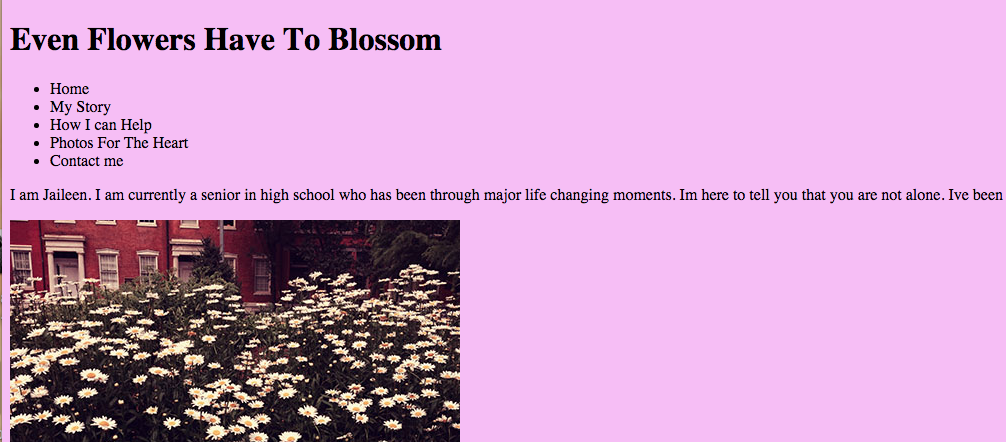 Even Flowers Have To Blossom
Home
My Story
How I can Help
Photos For The Heart
Contact me
I am Jaileen. I am currently a senior in high school who has been through major life changing moments. Im here to tell you that you are not alone. Ive been